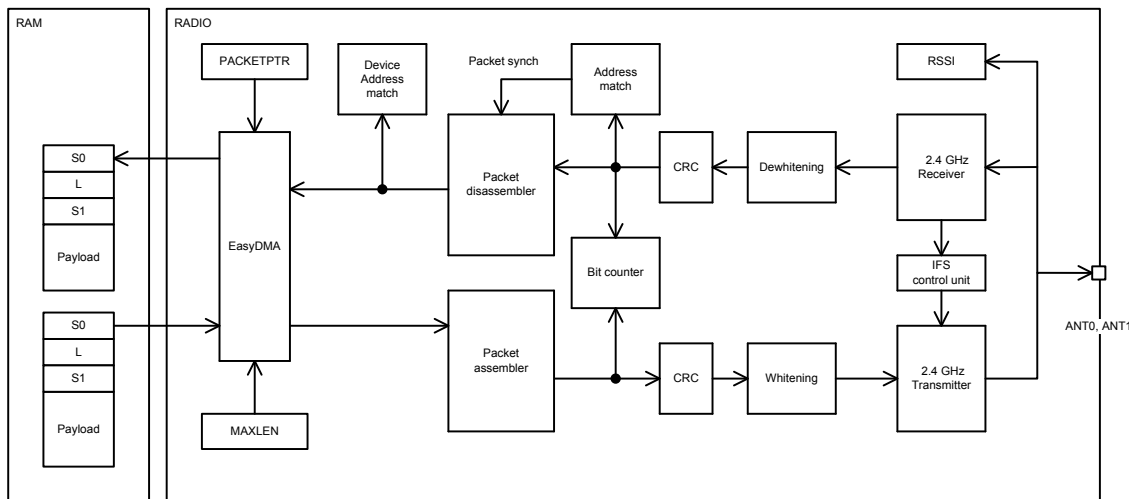 RAM
RADIO
PACKETPTR
Device
Address
match
Packet synch
Address
match
RSSI
S0
L
S1
Payload
EasyDMA
Packet
disassembler
CRC
Dewhitening
2.4 GHz
Receiver
Bit counter
IFS
control unit
ANT0, ANT1
S0
L
S1
Payload
Packet
assembler
CRC
Whitening
2.4 GHz
Transmitter
MAXLEN